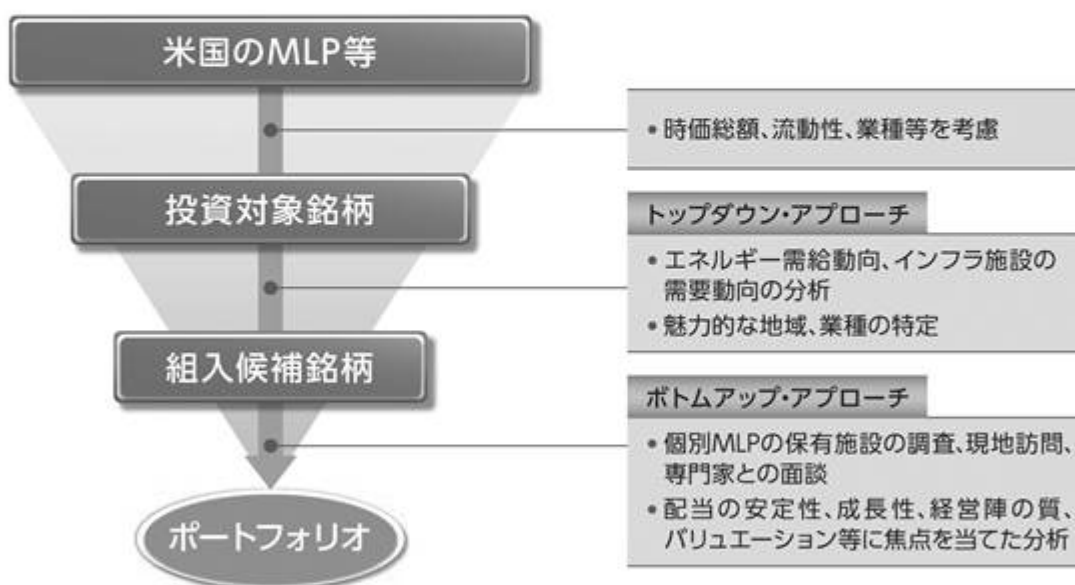 米国のMLP等
• 時価総額、流動性、業種等を考慮
投資対象銘柄
トップダウン・アプローチ
• エネルギー需給動向、インフラ施設の
需要動向の分析
• 魅力的な地域、業種の特定
組入候補銘柄
ボトムアップ・アプローチ
• 個別MLPの保有施設の調査、現地訪問、
専門家との面談
• 配当の安定性、成長性、経営陣の質、
バリュエーション等に焦点を当てた分析
ポートフォリオ